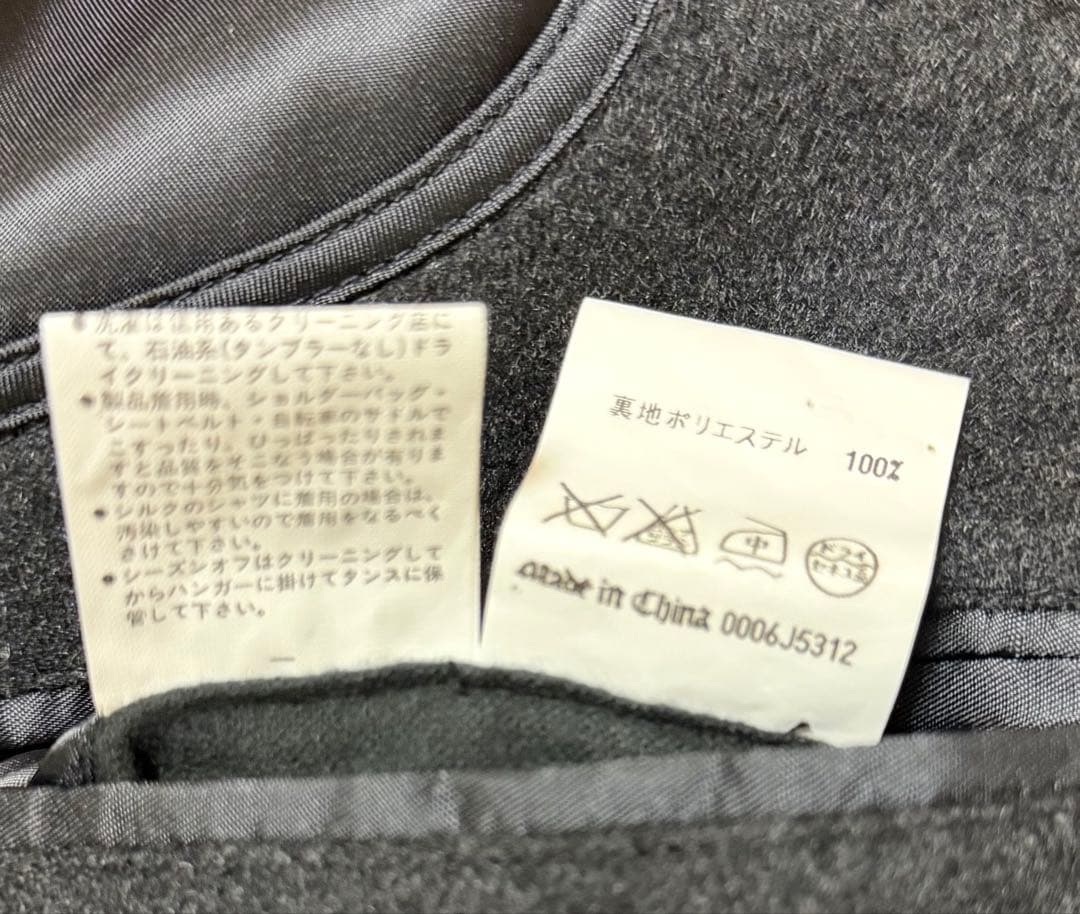 ●洗濯は信用あるクリーニング店に
て、石油系(タンブラーなし)ドラ
イクリーニングして下さい。
●製品着用時、ショルダーバッグ・
シートベルト・自転車のサドルで
こすったり、ひっぱったりされま
すと品質をそこなう場合が有りま
すので十分気をつけて下さい。
●シルクのシャツに着用の場合は、
汚染しやすいので着用をなるべく
さけて下さい。
●シーズンオフはクリーニングして
からハンガーに掛けてタンスに保
管して下さい。
裏地ポリエステル 100%
中
ドライ
セキユ系
made in China 0006J5312